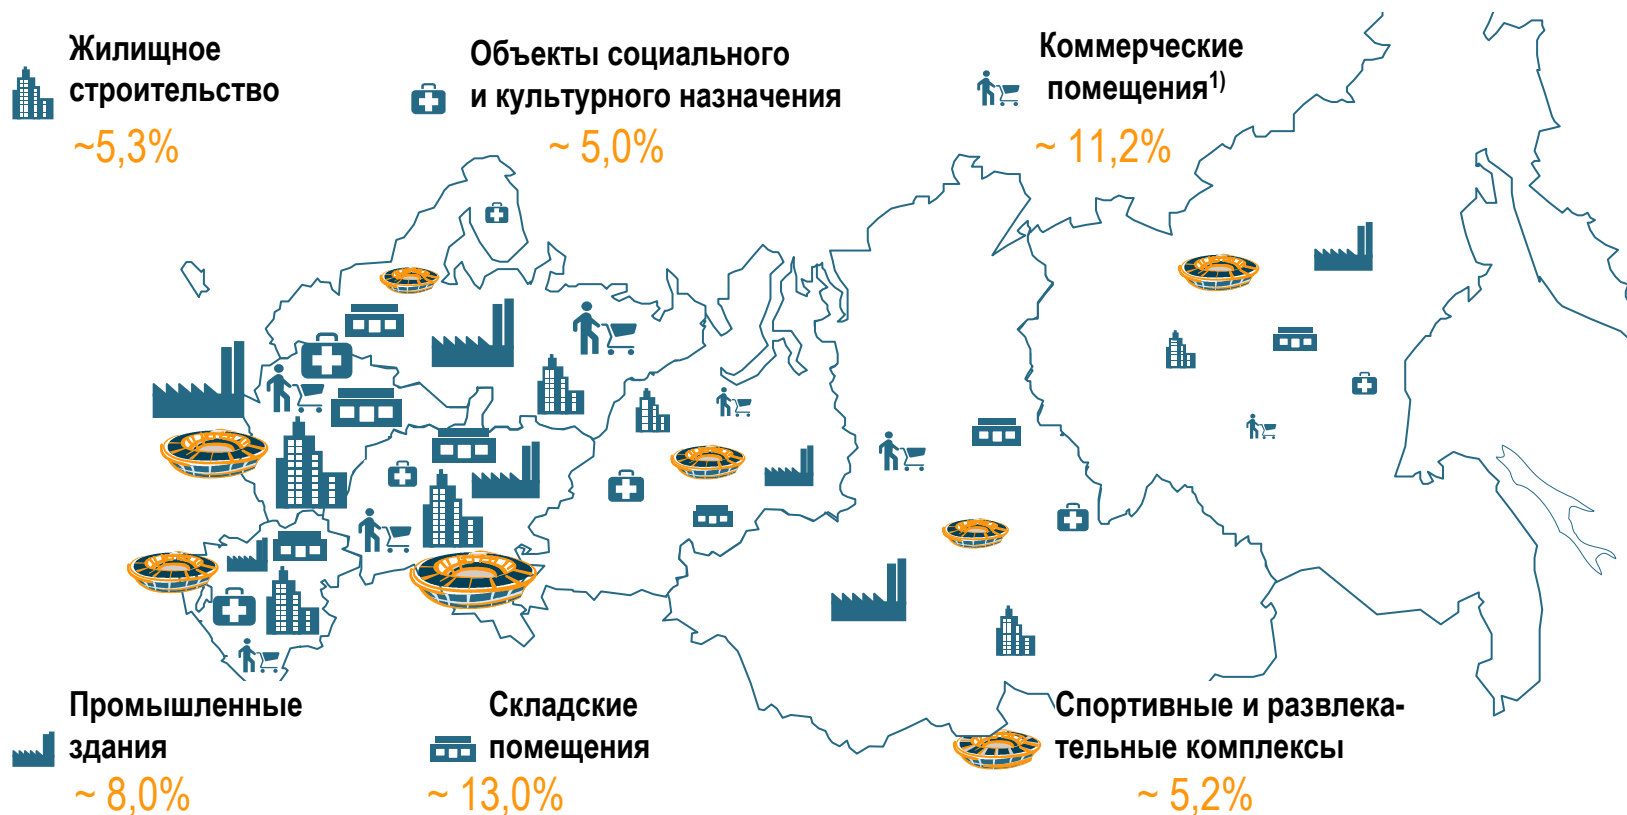 Жилищное
строительство
~5,3%
Объекты социального
и культурного назначения
~ 5,0%
Коммерческие
помещения1)
~ 11,2%
Промышленные
здания
~ 8,0%
Складские
помещения
~ 13,0%
Спортивные и развлека-
тельные комплексы
~ 5,2%